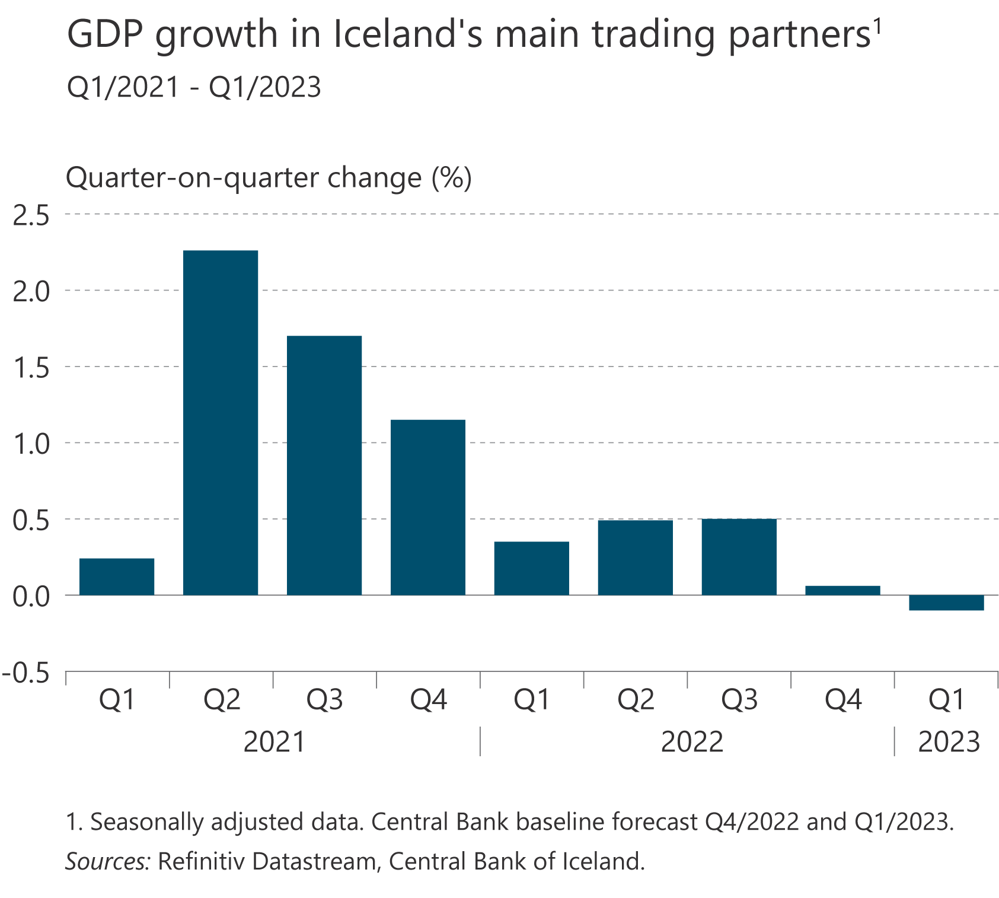 GDP growth in Iceland's main trading partners¹
Q1/2021 - Q1/2023
Quarter-on-quarter change (%)
2.5
2.0
1.5
1.0
0.5
0.0
-0.5
Q1 Q2 Q3 Q4 Q1 Q2 Q3 Q4 Q1
2021 2022 2023
1. Seasonally adjusted data. Central Bank baseline forecast Q4/2022 and Q1/2023.
Sources: Refinitiv Datastream, Central Bank of Iceland.